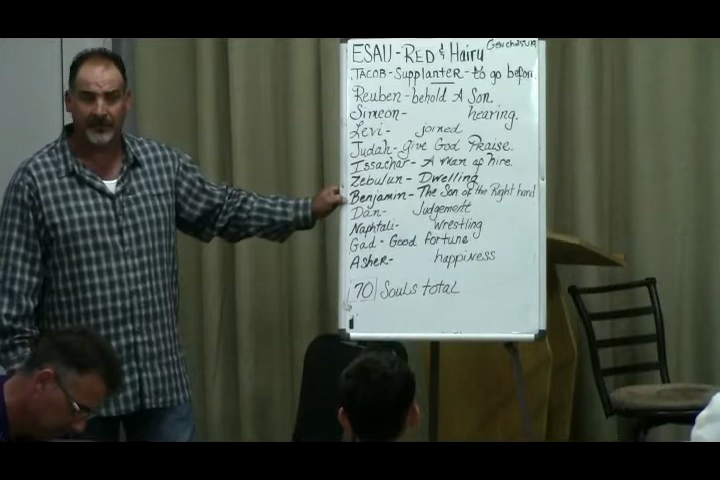 ESAU - RED & Hairy
JACOB - Supplanter - to go before
Reuben - behold A Son.
Simeon - hearing.
Levi - joined
Judah - give God Praise.
Issachar - A man of hire.
Zebulun - Dwelling
Benjamin - The Son of the Right hand
Dan - Judgement
Naphtali - wrestling
Gad - Good fortune
Asher - happiness
70 Souls total